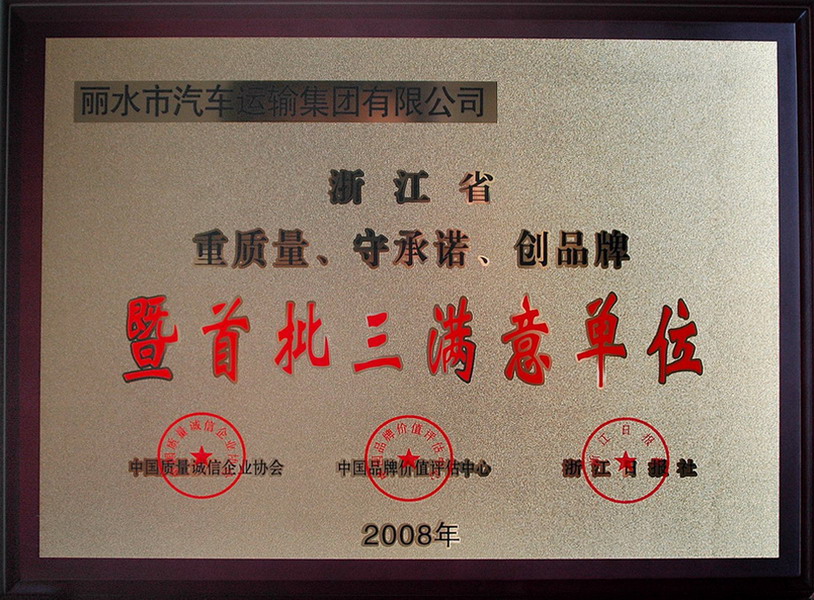 丽水市汽车运输集团有限公司
浙江省
重质量、守承诺、创品牌
暨首批三满意单位
中国质量诚信企业协会 中国品牌价值评估中心 浙江日报社
2008年